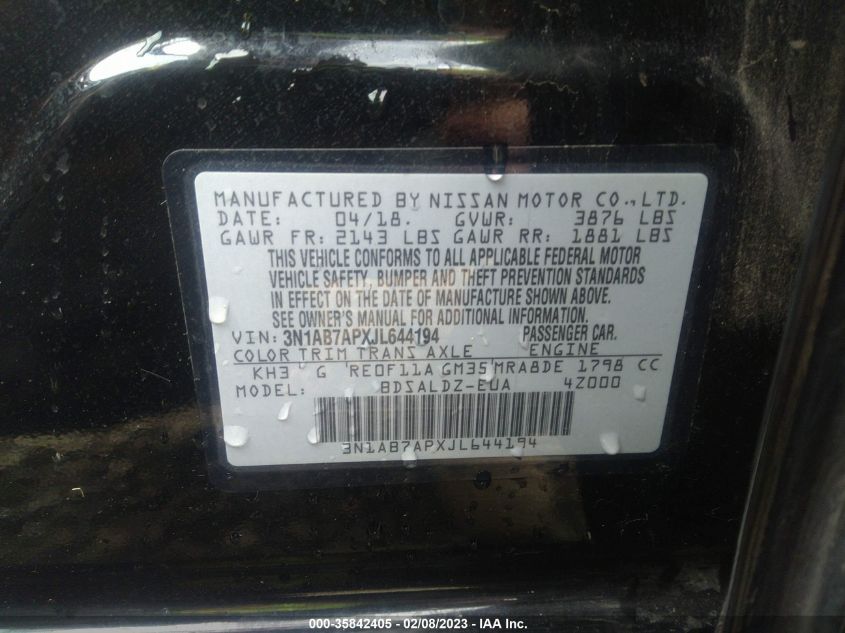 MANUFACTURED BY NISSAN MOTOR CO.,LTD.
DATE: 04/18. GVWR: 3876 LBS
GAWR FR: 2143 LBS GAWR RR: 1881 LBS
THIS VEHICLE CONFORMS TO ALL APPLICABLE FEDERAL MOTOR
VEHICLE SAFETY, BUMPER AND THEFT PREVENTION STANDARDS
IN EFFECT ON THE DATE OF MANUFACTURE SHOWN ABOVE.
SEE OWNER'S MANUAL FOR ADDITIONAL INFORMATION.
VIN: 3N1AB7APXJL644194 PASSENGER CAR.
COLOR TRIM TRANS AXLE ENGINE
KH3 G RE0F11A GM35 MRA8DE 1798 CC
MODEL: BDSALDZ-EUA 4Z000
3N1AB7APXJL644194
000-35842405 - 02/08/2023 - IAA Inc.